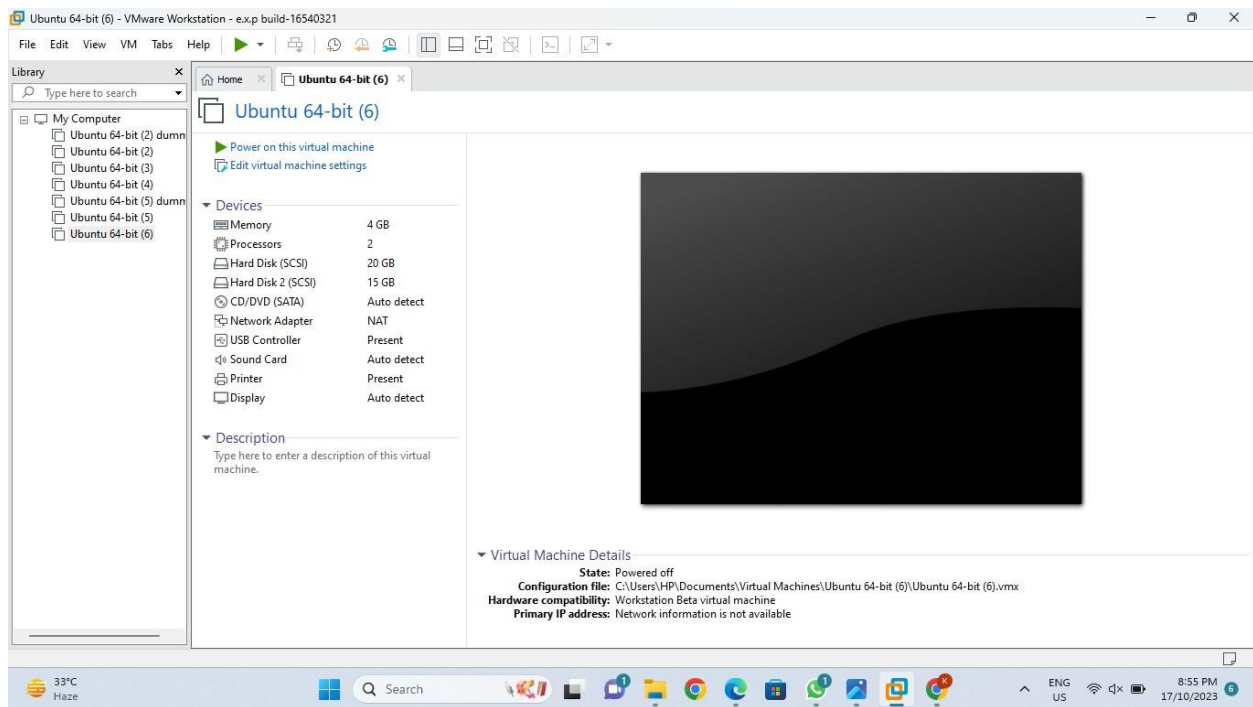 Ubuntu 64-bit (6) - VMware Workstation - e.x.p build-16540321
File Edit View VM Tabs Help
Library
Type here to search
My Computer
Ubuntu 64-bit (2) dumm
Ubuntu 64-bit (2)
Ubuntu 64-bit (3)
Ubuntu 64-bit (4)
Ubuntu 64-bit (5) dumm
Ubuntu 64-bit (5)
Ubuntu 64-bit (6)
Home Ubuntu 64-bit (6)
Ubuntu 64-bit (6)
Power on this virtual machine
Edit virtual machine settings
Devices
Memory 4 GB
Processors 2
Hard Disk (SCSI) 20 GB
Hard Disk 2 (SCSI) 15 GB
CD/DVD (SATA) Auto detect
Network Adapter NAT
USB Controller Present
Sound Card Auto detect
Printer Present
Display Auto detect
Description
Type here to enter a description of this virtual
machine.
Virtual Machine Details
State: Powered off
Configuration file: C:\Users\HP\Documents\Virtual Machines\Ubuntu 64-bit (6)\Ubuntu 64-bit (6).vmx
Hardware compatibility: Workstation Beta virtual machine
Primary IP address: Network information is not available
33°C
Haze
Search
1
1
K
ENG
US
8:55 PM
17/10/2023
6